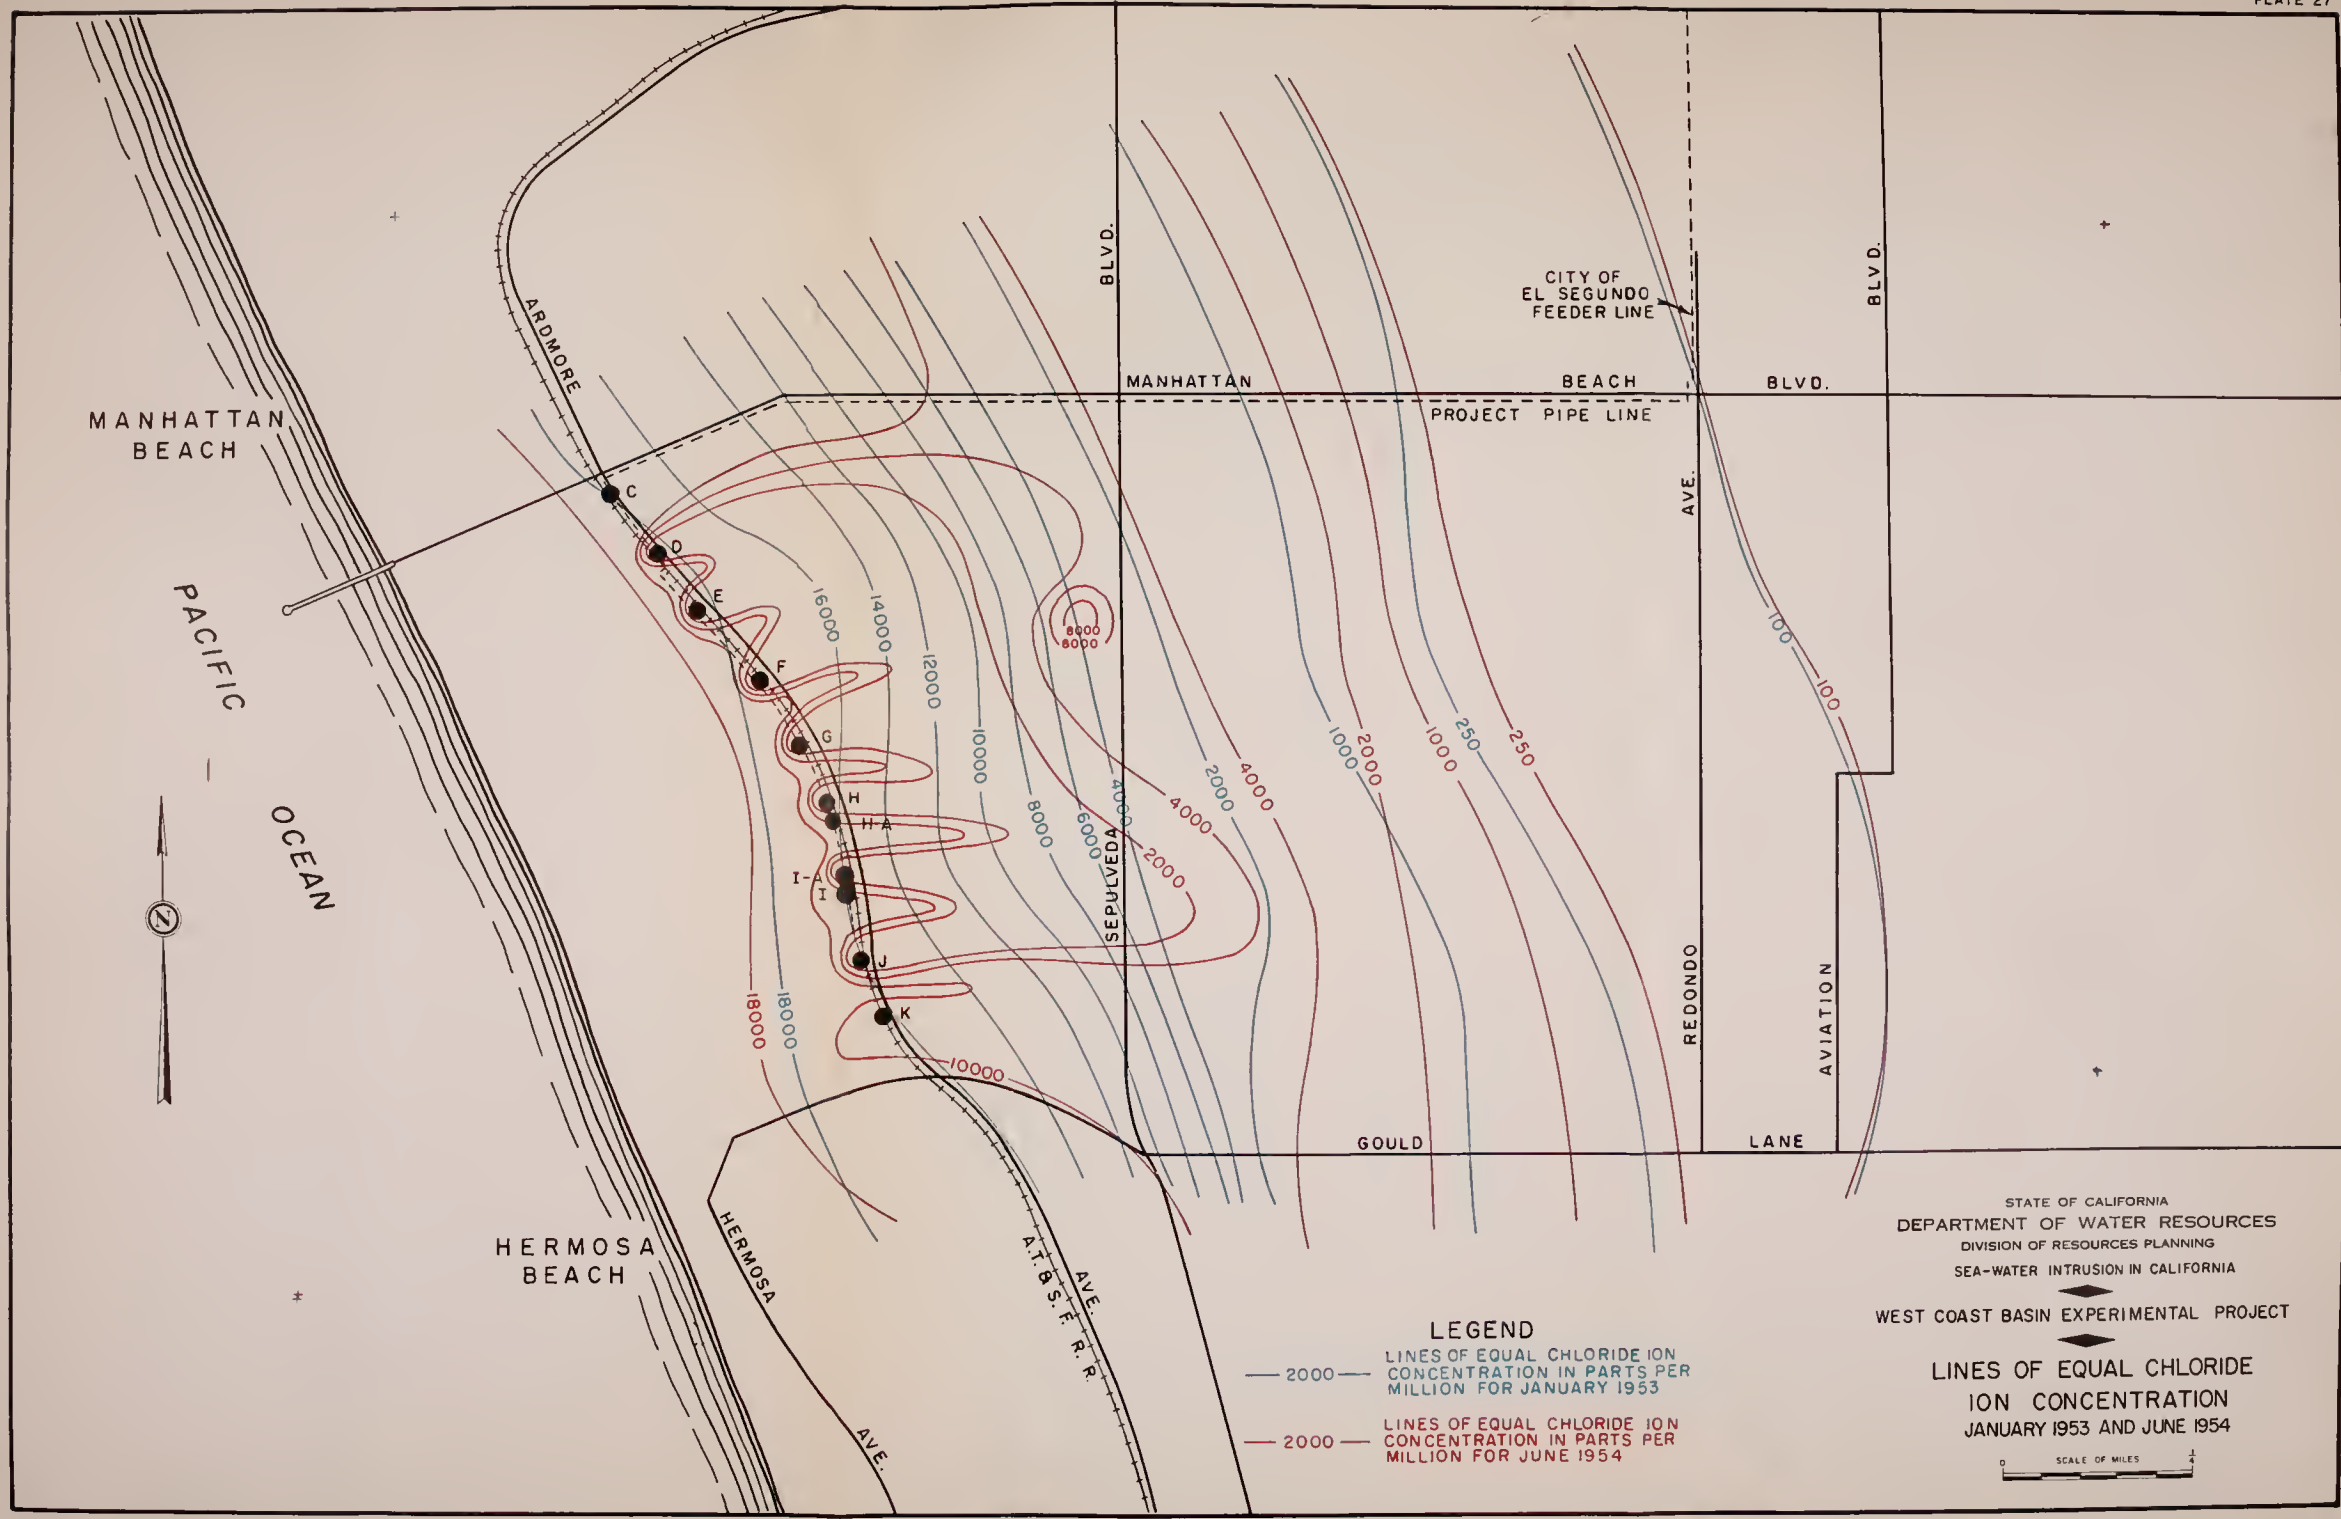 PLATE 27
BLVD.
BLVD.
ARDMORE
CITY OF
EL SEGUNDO
FEEDER LINE
MANHATTAN BEACH BLVD.
PROJECT PIPE LINE
MANHATTAN
BEACH
AVE.
C
D
E
F
G
H
H-A
I-A
I
J
K
PACIFIC
OCEAN
N
16000
14000
12000
10000
8000
6000
4000
2000
1000
250
100
18000
8000
6000
4000
2000
4000
2000
1000
250
100
18000
10000
SEPULVEDA
REDONDO
AVIATION
GOULD LANE
HERMOSA
BEACH
HERMOSA
AVE.
A.T. & S. F. R. R.
AVE.
LEGEND
2000
LINES OF EQUAL CHLORIDE ION
CONCENTRATION IN PARTS PER
MILLION FOR JANUARY 1953
2000
LINES OF EQUAL CHLORIDE ION
CONCENTRATION IN PARTS PER
MILLION FOR JUNE 1954
STATE OF CALIFORNIA
DEPARTMENT OF WATER RESOURCES
DIVISION OF RESOURCES PLANNING
SEA-WATER INTRUSION IN CALIFORNIA
WEST COAST BASIN EXPERIMENTAL PROJECT
LINES OF EQUAL CHLORIDE
ION CONCENTRATION
JANUARY 1953 AND JUNE 1954
SCALE OF MILES
0 1/4